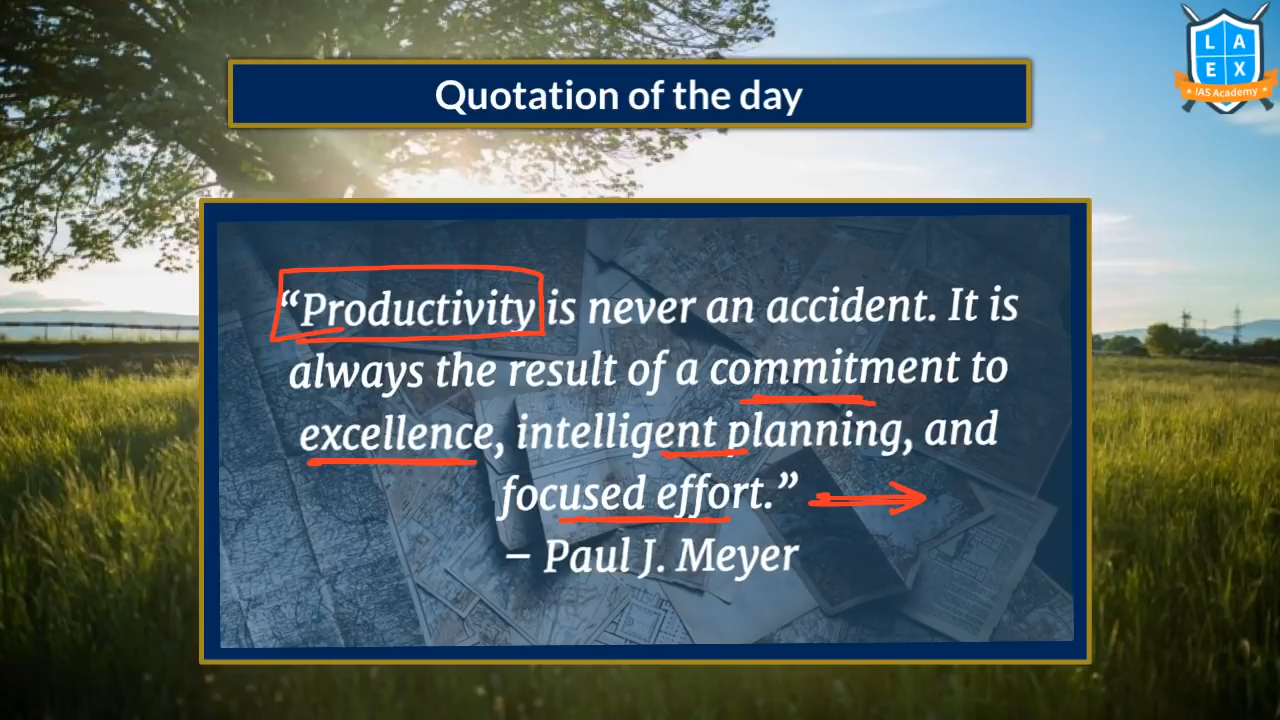 L A
E X
IAS Academy
Quotation of the day
“Productivity is never an accident. It is
always the result of a commitment to
excellence, intelligent planning, and
focused effort.”
– Paul J. Meyer